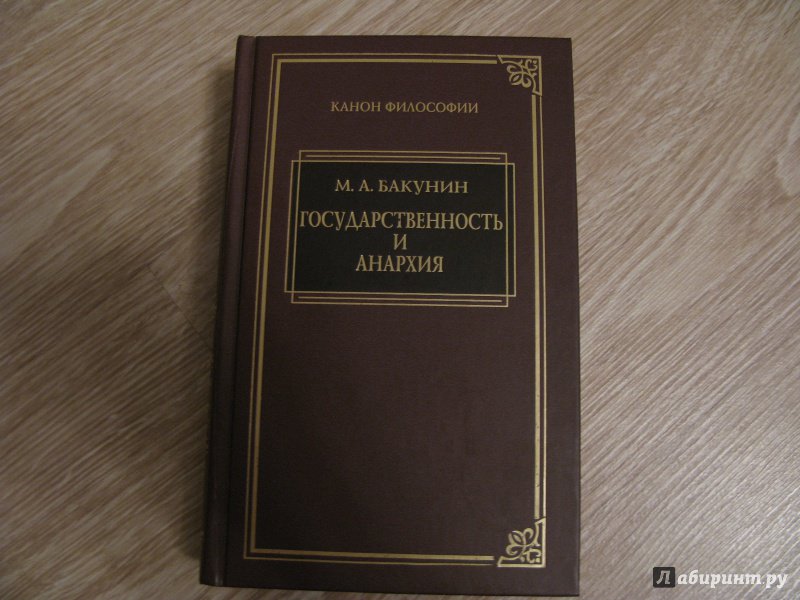 КАНОН ФИЛОСОФИИ
М. А. БАКУНИН
ГОСУДАРСТВЕННОСТЬ
И
АНАРХИЯ
Лабиринт.ру